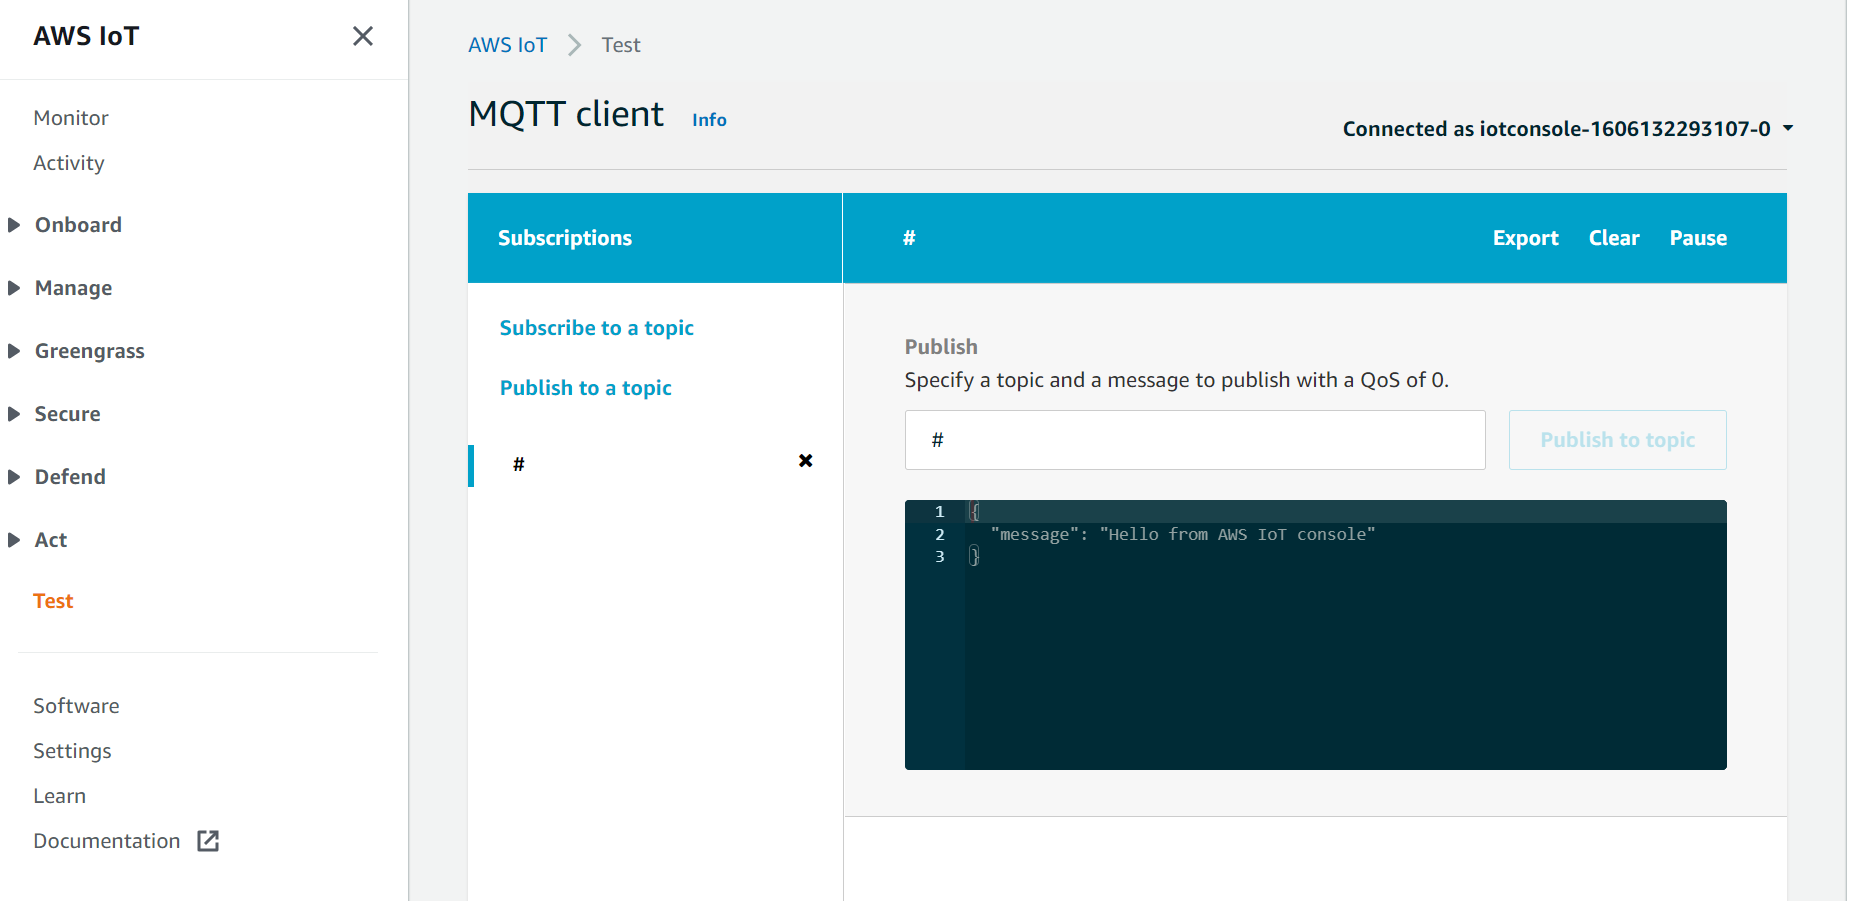 AWS IoT
Monitor
Activity
Onboard
Manage
Greengrass
Secure
Defend
Act
Test
Software
Settings
Learn
Documentation
AWS IoT > Test
MQTT client Info
Connected as iotconsole-1606132293107-0
Subscriptions
Subscribe to a topic
Publish to a topic
#
# Export Clear Pause
Publish
Specify a topic and a message to publish with a QoS of 0.
# Publish to topic
1 {
2 "message": "Hello from AWS IoT console"
3 }